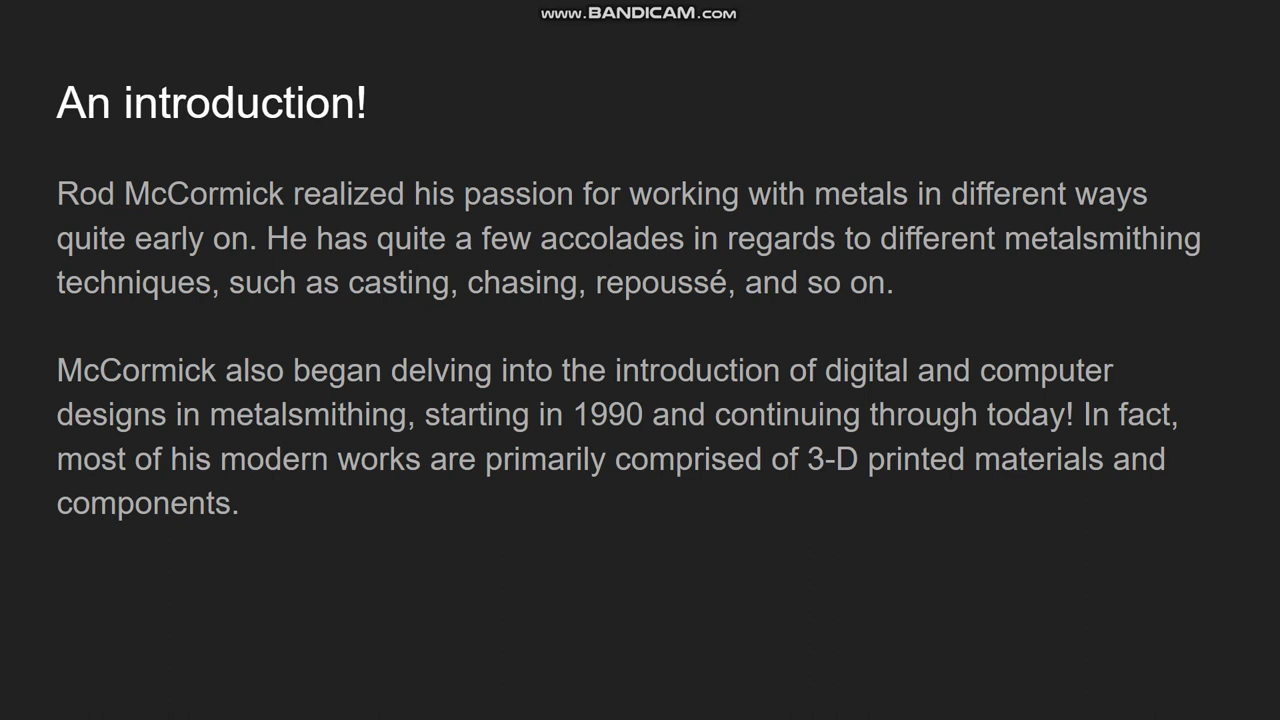 www.BANDICAM.com
An introduction!
Rod McCormick realized his passion for working with metals in different ways
quite early on. He has quite a few accolades in regards to different metalsmithing
techniques, such as casting, chasing, repoussé, and so on.
McCormick also began delving into the introduction of digital and computer
designs in metalsmithing, starting in 1990 and continuing through today! In fact,
most of his modern works are primarily comprised of 3-D printed materials and
components.